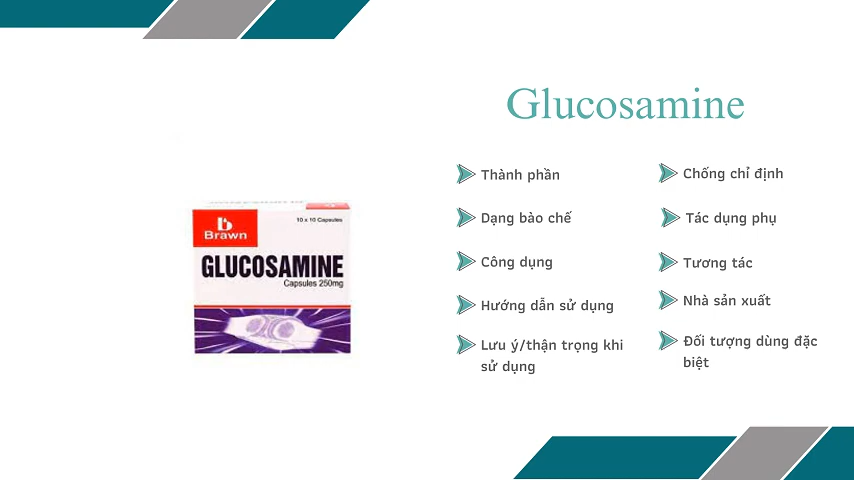 Glucosamine
Thành phần
Dạng bào chế
Công dụng
Hướng dẫn sử dụng
Lưu ý/thận trọng khi
sử dụng
Chống chỉ định
Tác dụng phụ
Tương tác
Nhà sản xuất
Đối tượng dùng đặc
biệt
10 x 10 Capsules
b
Brawn
GLUCOSAMINE
Capsules 250mg